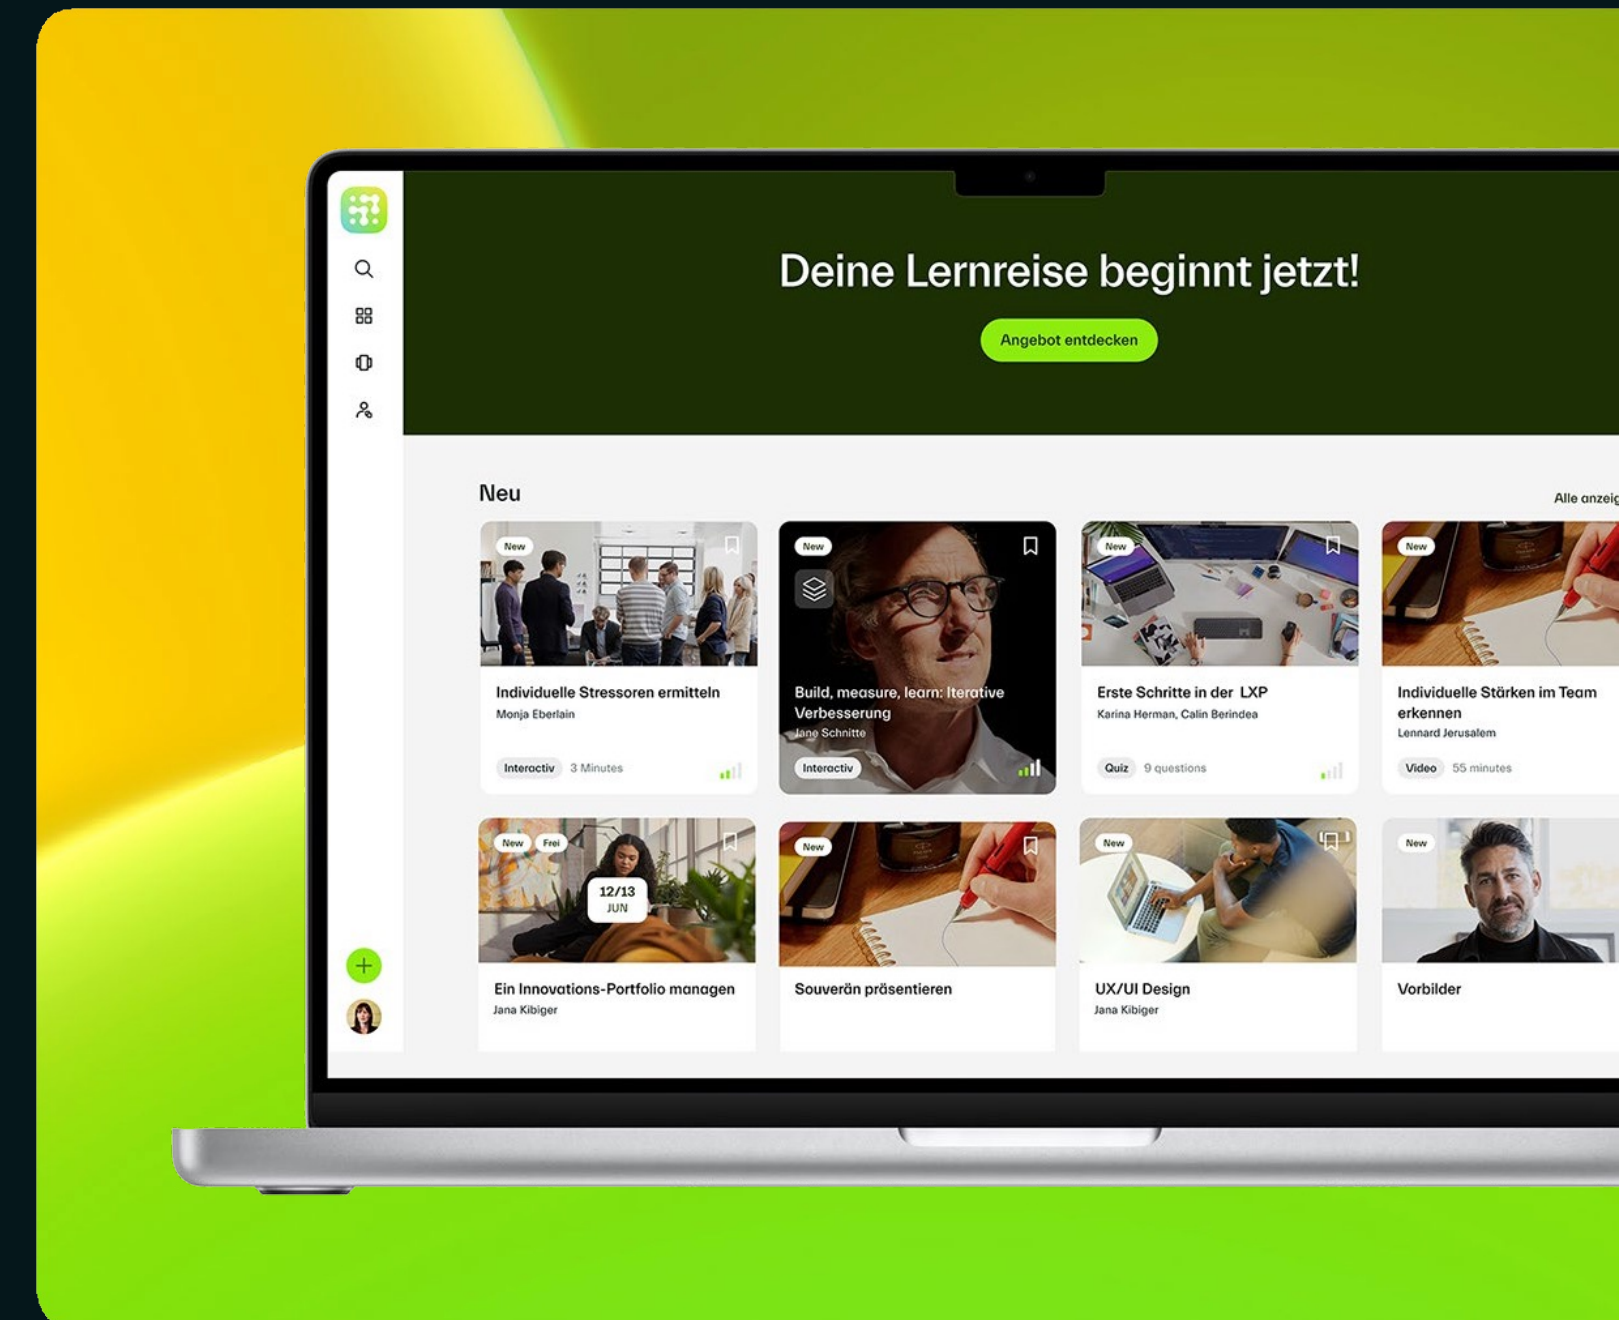 Deine Lernreise beginnt jetzt!
Angebot entdecken
Neu
Alle anzeig
New
Individuelle Stressoren ermitteln
Monja Eberlain
Interactiv 3 Minutes
New
Build, measure, learn: Iterative
Verbesserung
Jane Schnitte
Interactiv
New
Erste Schritte in der LXP
Karina Herman, Calin Berindea
Quiz 9 questions
New
Individuelle Stärken im Team
erkennen
Lennard Jerusalem
Video 55 minutes
New Frei
12/13
JUN
Ein Innovations-Portfolio managen
Jana Kibiger
New
Souverän präsentieren
New
UX/UI Design
Jana Kibiger
New
Vorbilder